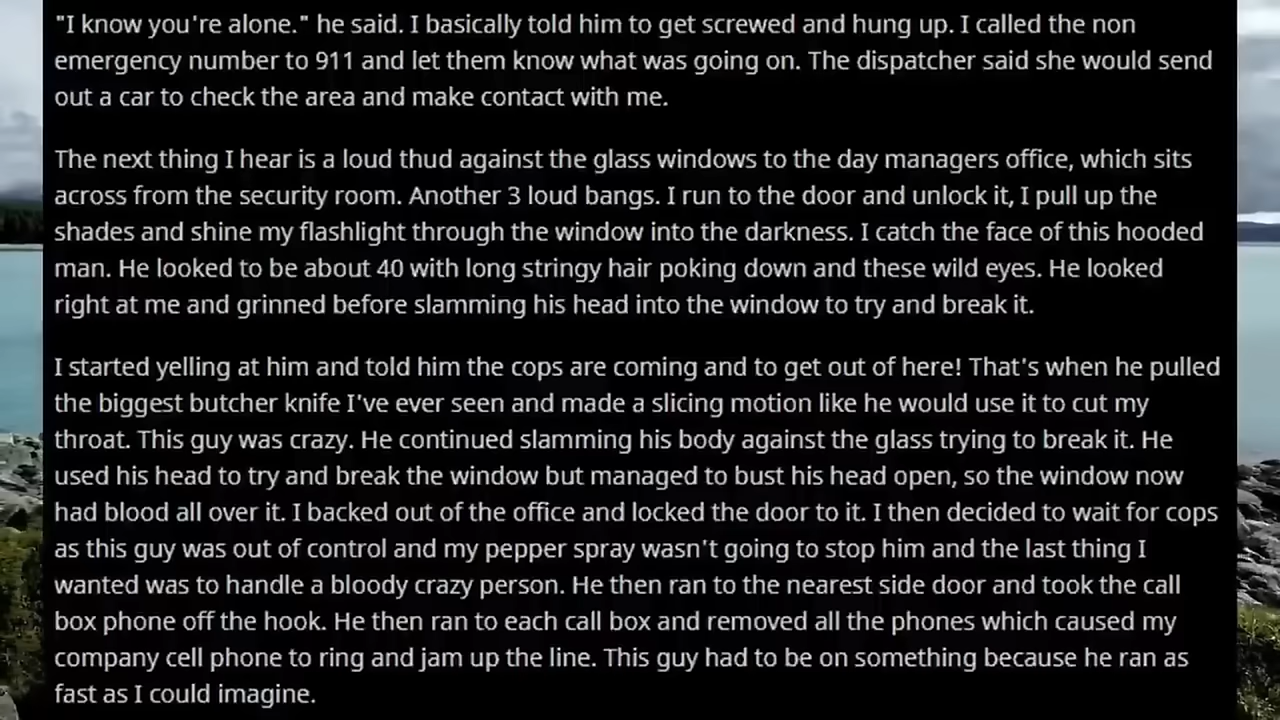 "I know you're alone." he said. I basically told him to get screwed and hung up. I called the non
emergency number to 911 and let them know what was going on. The dispatcher said she would send
out a car to check the area and make contact with me.
The next thing I hear is a loud thud against the glass windows to the day managers office, which sits
across from the security room. Another 3 loud bangs. I run to the door and unlock it, I pull up the
shades and shine my flashlight through the window into the darkness. I catch the face of this hooded
man. He looked to be about 40 with long stringy hair poking down and these wild eyes. He looked
right at me and grinned before slamming his head into the window to try and break it.
I started yelling at him and told him the cops are coming and to get out of here! That's when he pulled
the biggest butcher knife I've ever seen and made a slicing motion like he would use it to cut my
throat. This guy was crazy. He continued slamming his body against the glass trying to break it. He
used his head to try and break the window but managed to bust his head open, so the window now
had blood all over it. I backed out of the office and locked the door to it. I then decided to wait for cops
as this guy was out of control and my pepper spray wasn't going to stop him and the last thing I
wanted was to handle a bloody crazy person. He then ran to the nearest side door and took the call
box phone off the hook. He then ran to each call box and removed all the phones which caused my
company cell phone to ring and jam up the line. This guy had to be on something because he ran as
fast as I could imagine.